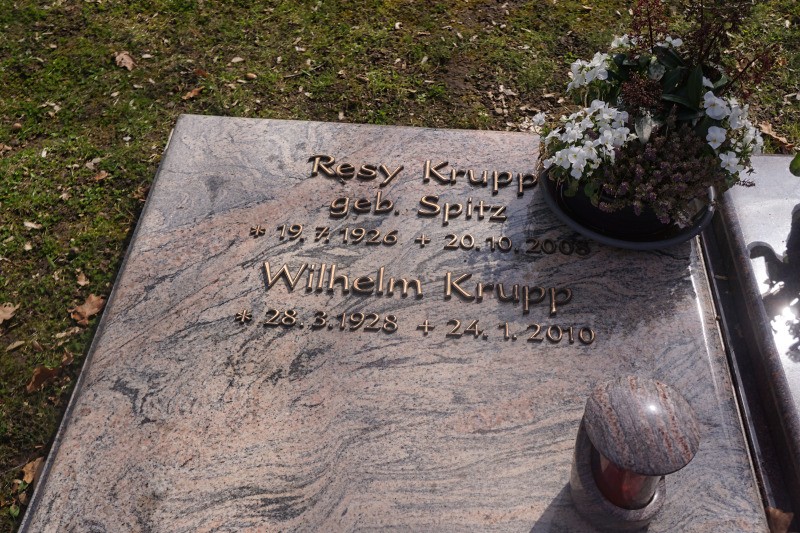 Resy Krupp
geb. Spitz
* 19. 7. 1926 + 20.10.2008
Wilhelm Krupp
* 28. 3.1928 + 24. 1. 2010